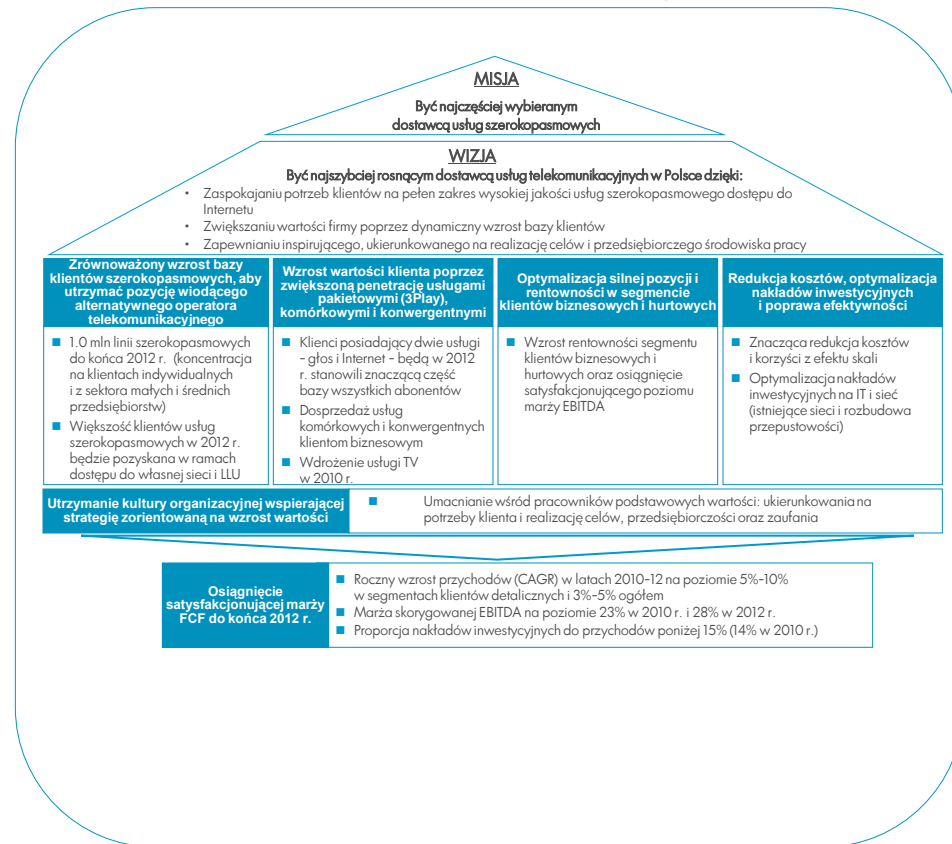 MISJA
Być najczęściej wybieranym
dostawcą usług szerokopasmowych
WIZJA
Być najszybciej rosnącym dostawcą usług telekomunikacyjnych w Polsce dzięki:
• Zaspokajaniu potrzeb klientów na pełen zakres wysokiej jakości usług szerokopasmowego dostępu do
Internetu
• Zwiększaniu wartości firmy poprzez dynamiczny wzrost bazy klientów
• Zapewnianiu inspirującego, ukierunkowanego na realizację celów i przedsiębiorczego środowiska pracy
Zrównoważony wzrost bazy
klientów szerokopasmowych, aby
utrzymać pozycję wiodącego
alternatywnego operatora
telekomunikacyjnego
■ 1.0 mln linii szerokopasmowych
do końca 2012 r. (koncentracja
na klientach indywidualnych
i z sektora małych i średnich
przedsiębiorstw)
■ Większość klientów usług
szerokopasmowych w 2012 r.
będzie pozyskana w ramach
dostępu do własnej sieci i LLU
Wzrost wartości klienta poprzez
zwiększoną penetrację usługami
pakietowymi (3Play),
komórkowymi i konwergentnymi
■ Klienci posiadający dwie usługi
- głos i Internet - będą w 2012
r. stanowili znaczącą część
bazy wszystkich abonentów
■ Dosprzedaż usług
komórkowych i konwergentnych
klientom biznesowym
■ Wdrożenie usługi TV
w 2010 r.
Optymalizacja silnej pozycji i
rentowności w segmencie
klientów biznesowych i hurtowych
■ Wzrost rentowności segmentu
klientów biznesowych i
hurtowych oraz osiągnięcie
satysfakcjonującego poziomu
marży EBITDA
Redukcja kosztów, optymalizacja
nakładów inwestycyjnych
i poprawa efektywności
■ Znacząca redukcja kosztów
i korzyści z efektu skali
■ Optymalizacja nakładów
inwestycyjnych na IT i sieć
(istniejące sieci i rozbudowa
przepustowości)
Utrzymanie kultury organizacyjnej wspierającej
strategię zorientowaną na wzrost wartości
■ Umacnianie wśród pracowników podstawowych wartości: ukierunkowania na
potrzeby klienta i realizację celów, przedsiębiorczości oraz zaufania
Osiągnięcie
satysfakcjonującej marży
FCF do końca 2012 r.
■ Roczny wzrost przychodów (CAGR) w latach 2010-12 na poziomie 5%-10%
w segmentach klientów detalicznych i 3%-5% ogółem
■ Marża skorygowanej EBITDA na poziomie 23% w 2010 r. i 28% w 2012 r.
■ Proporcja nakładów inwestycyjnych do przychodów poniżej 15% (14% w 2010 r.)